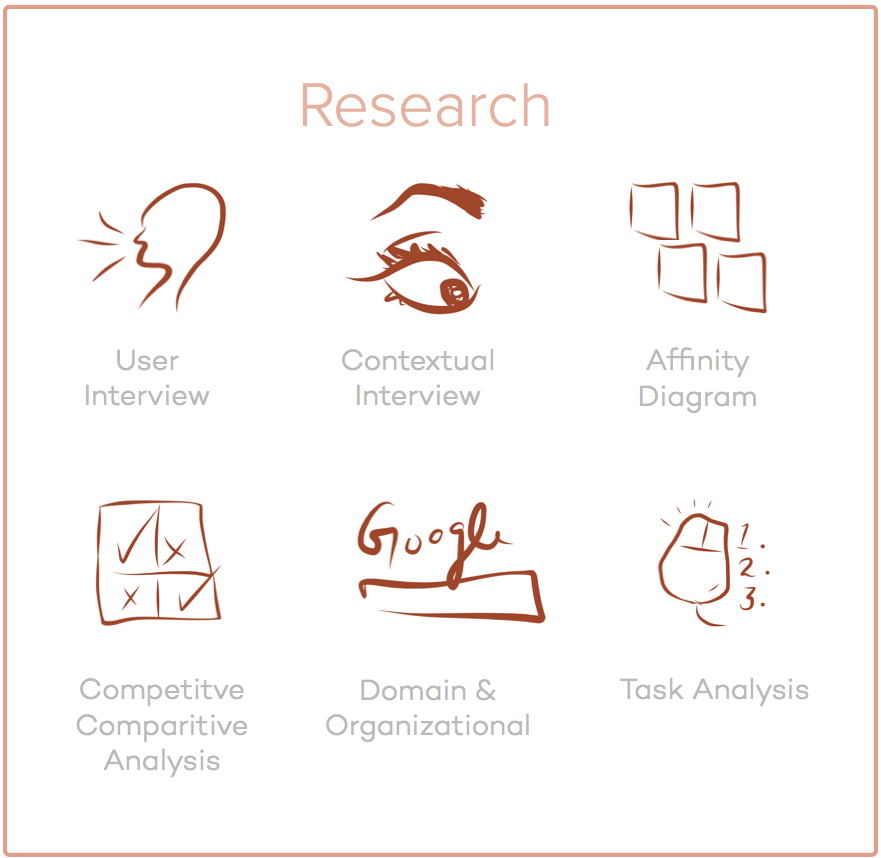 Research
User
Interview
Contextual
Interview
Affinity
Diagram
Google
1.
2.
3.
Competitve
Comparitive
Analysis
Domain &
Organizational
Task Analysis